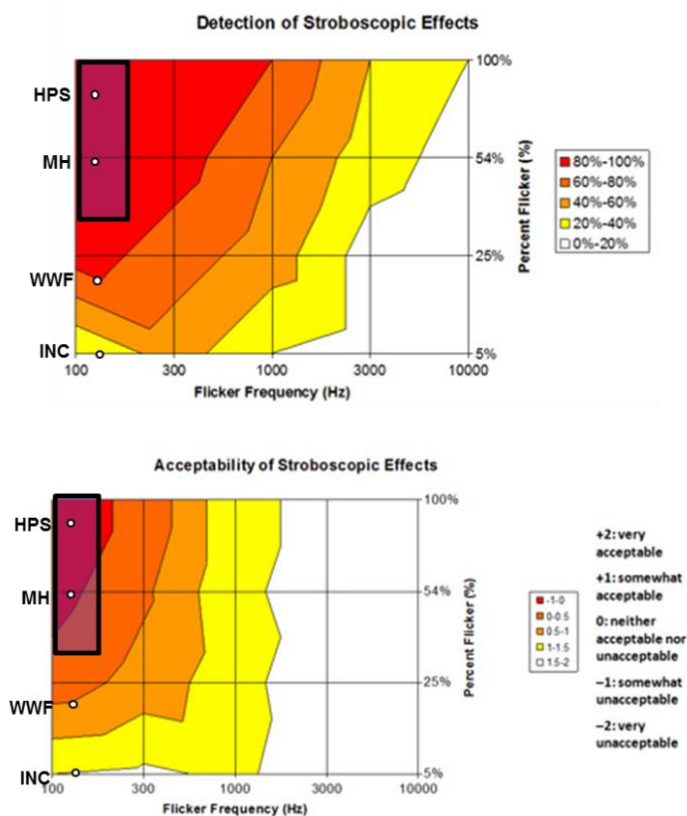 Detection of Stroboscopic Effects
HPS
MH
WWF
INC
100%
54%
25%
5%
Percent Flicker (%)
100
300
1000
3000
10000
Flicker Frequency (Hz)
80%-100%
60%-80%
40%-60%
20%-40%
0%-20%
Acceptability of Stroboscopic Effects
HPS
MH
WWF
INC
100%
54%
25%
5%
Percent Flicker (%)
100
300
1000
3000
10000
Flicker Frequency (Hz)
-1-0
0-0.5
0.5-1
1-1.5
1.5-2
+2: very
acceptable
+1: somewhat
acceptable
0: neither
acceptable nor
unacceptable
−1: somewhat
unacceptable
−2: very
unacceptable